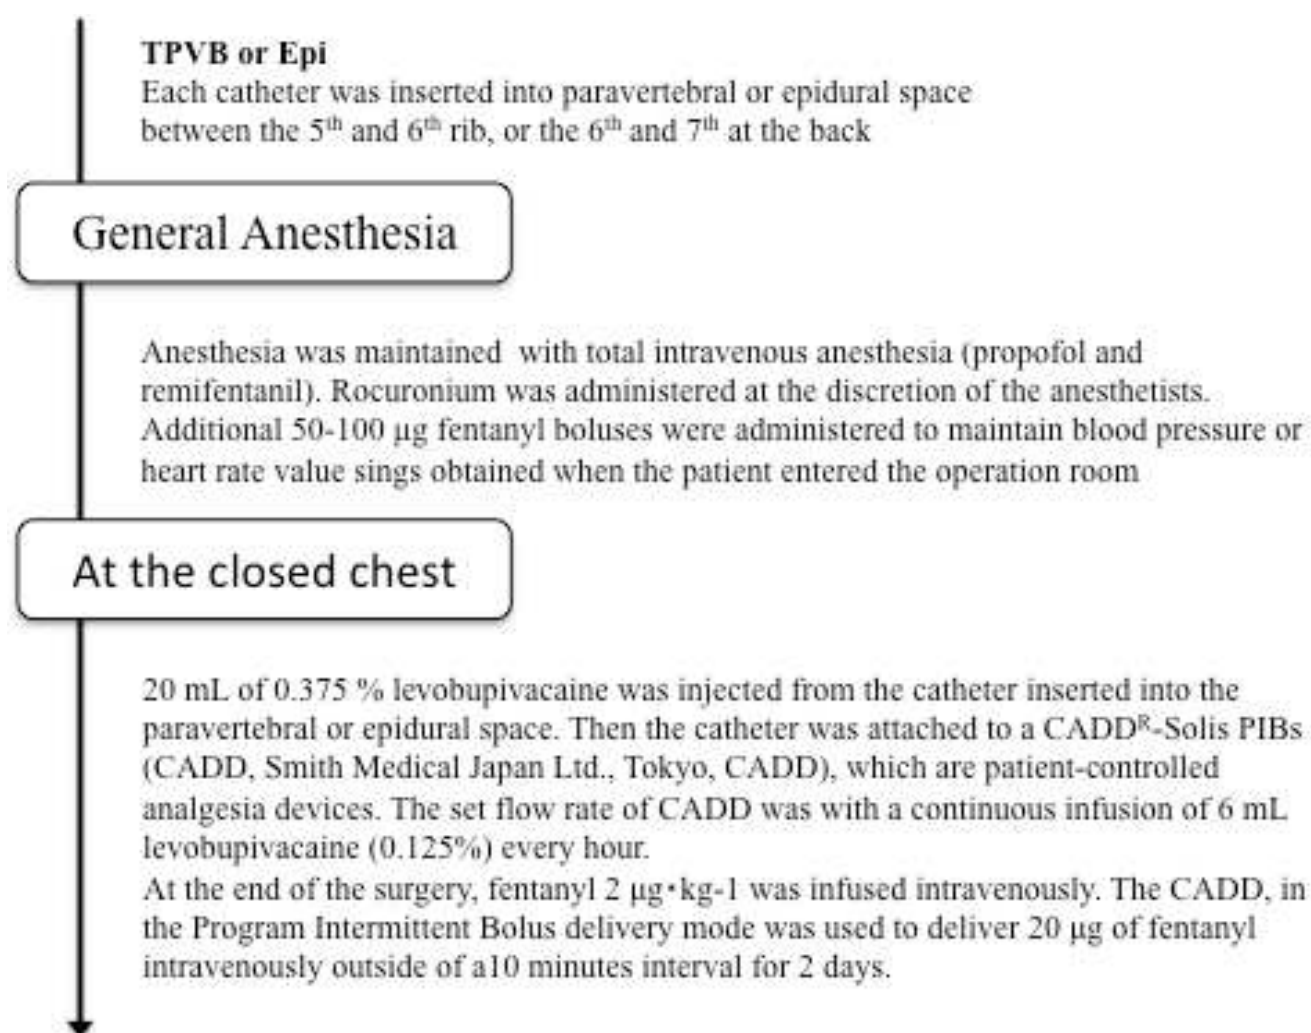 TPVB or Epi
Each catheter was inserted into paravertebral or epidural space
between the 5th and 6th rib, or the 6th and 7th at the back
General Anesthesia
Anesthesia was maintained with total intravenous anesthesia (propofol and
remifentanil). Rocuronium was administered at the discretion of the anesthetists.
Additional 50-100 μg fentanyl boluses were administered to maintain blood pressure or
heart rate value sings obtained when the patient entered the operation room
At the closed chest
20 mL of 0.375 % levobupivacaine was injected from the catheter inserted into the
paravertebral or epidural space. Then the catheter was attached to a CADDᴿ-Solis PIBs
(CADD, Smith Medical Japan Ltd., Tokyo, CADD), which are patient-controlled
analgesia devices. The set flow rate of CADD was with a continuous infusion of 6 mL
levobupivacaine (0.125%) every hour.
At the end of the surgery, fentanyl 2 μg·kg-1 was infused intravenously. The CADD, in
the Program Intermittent Bolus delivery mode was used to deliver 20 μg of fentanyl
intravenously outside of a10 minutes interval for 2 days.